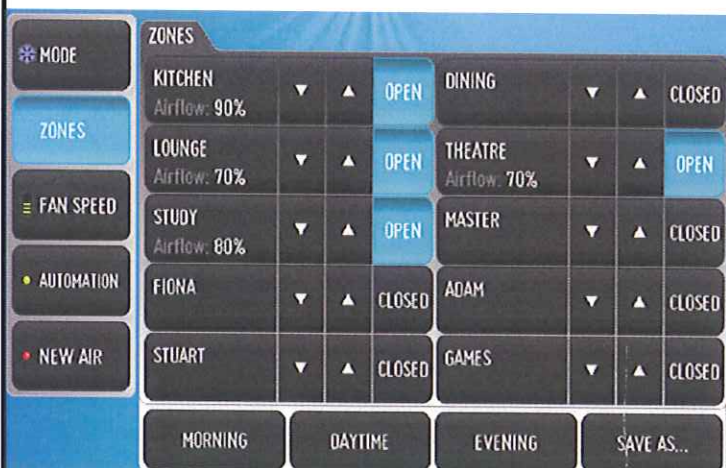 MODE
ZONES
FAN SPEED
AUTOMATION
NEW AIR
ZONES
KITCHEN
Airflow: 90%
OPEN
DINING
CLOSED
LOUNGE
Airflow: 70%
OPEN
THEATRE
Airflow: 70%
OPEN
STUDY
Airflow: 80%
OPEN
MASTER
CLOSED
FIONA
CLOSED
ADAM
CLOSED
STUART
CLOSED
GAMES
CLOSED
MORNING
DAYTIME
EVENING
SAVE AS...